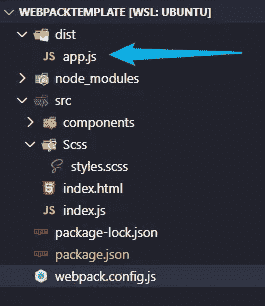 WEBPACKTEMPLATE [WSL: UBUNTU]
dist
JS app.js
node_modules
src
components
Scss
styles.scss
index.html
JS index.js
package-lock.json
package.json
webpack.config.js